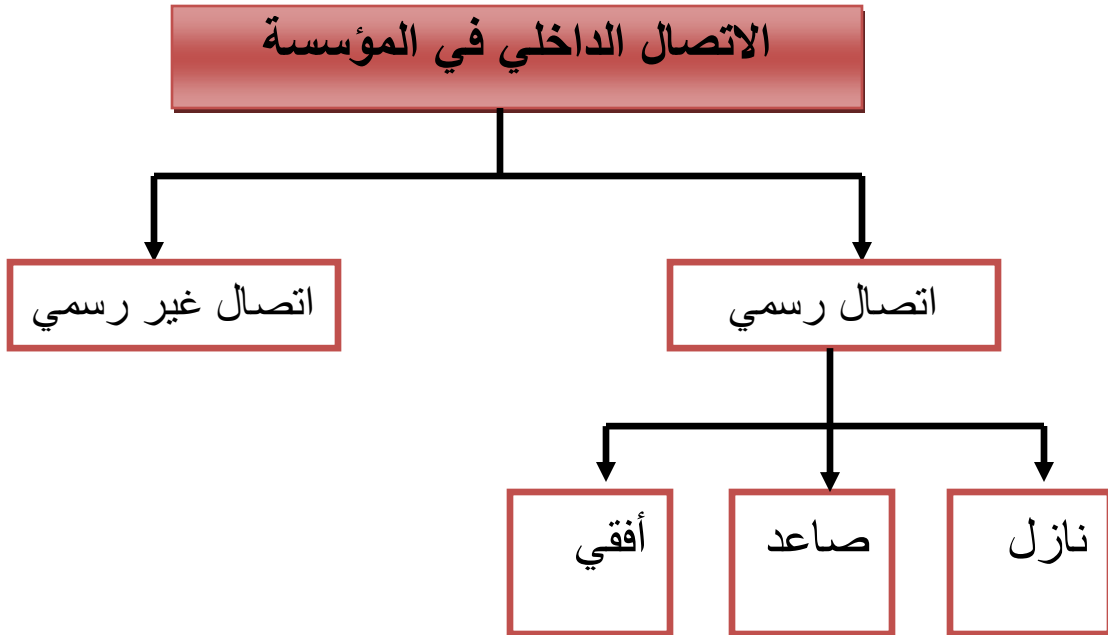 الاتصال الداخلي في المؤسسة
اتصال رسمي
اتصال غير رسمي
نازل
صاعد
أفقي